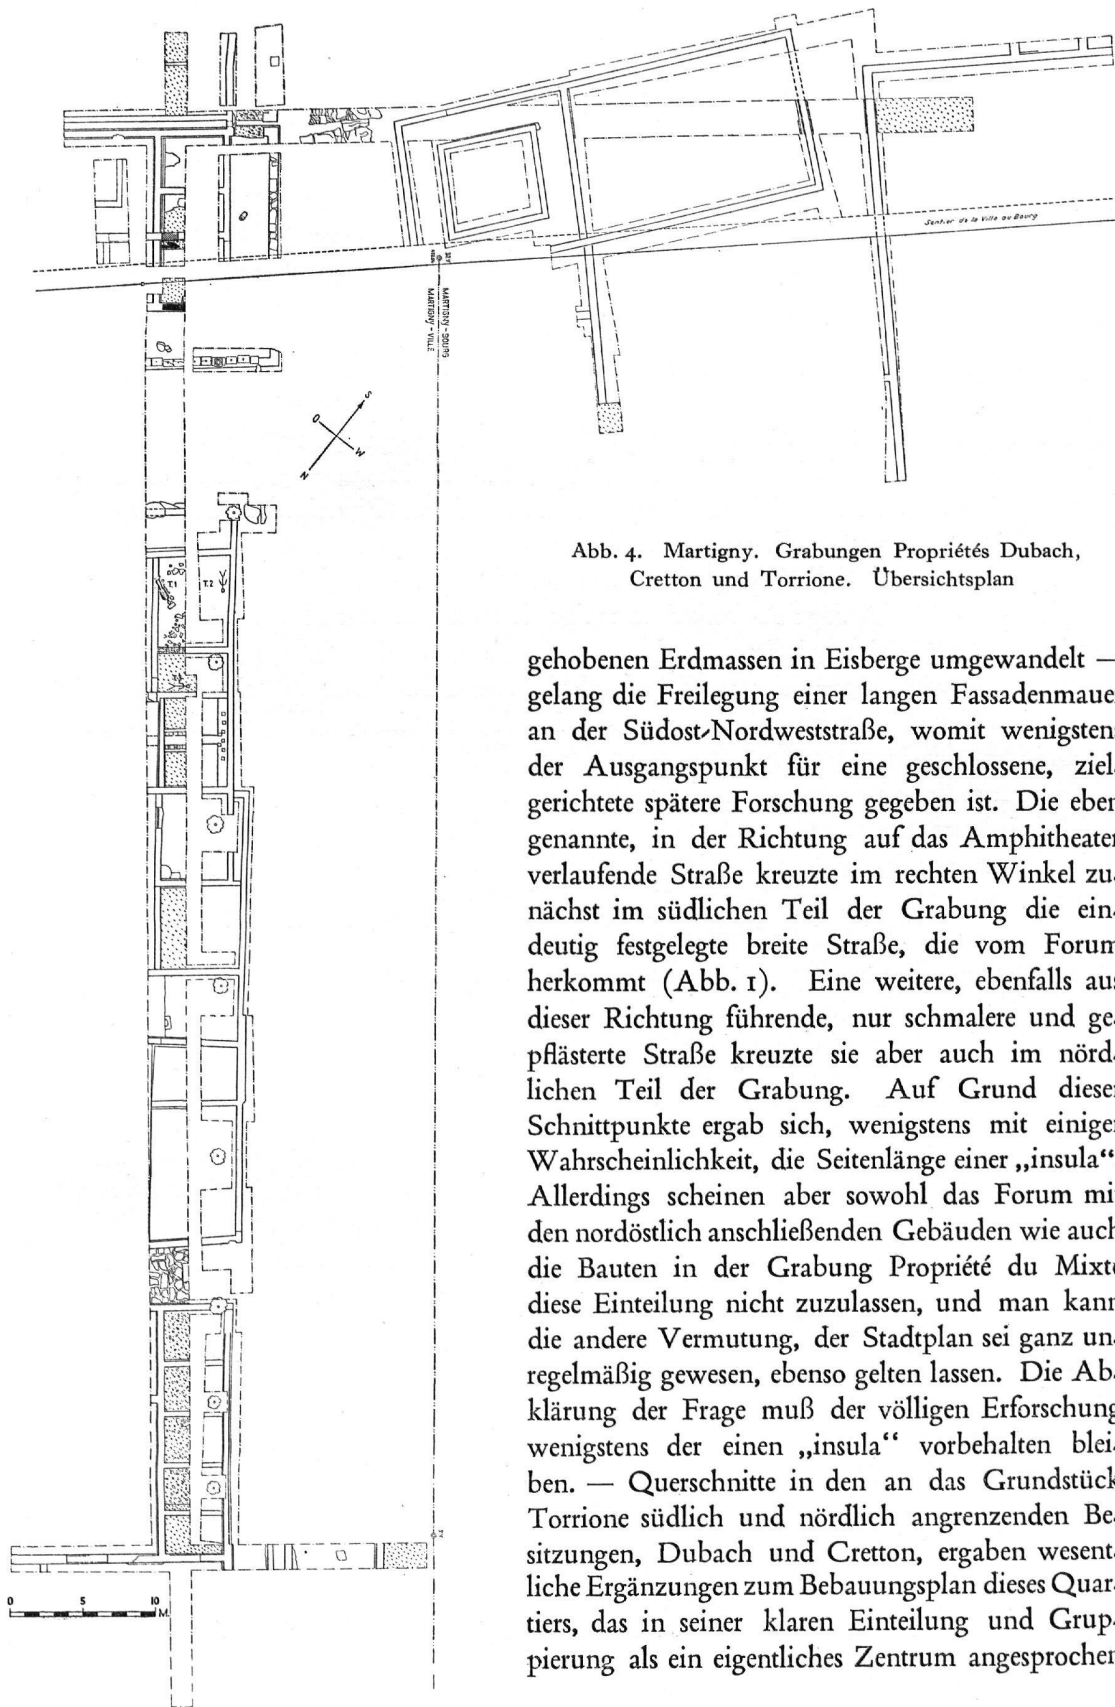 Sentier de la Ville au Bourg
MARTIGNY - BOURG
MARTIGNY - VILLE
S
O
W
N
T.1
T.2
Abb. 4. Martigny. Grabungen Propriétés Dubach,
Cretton und Torrione. Übersichtsplan
gehobenen Erdmassen in Eisberge umgewandelt —
gelang die Freilegung einer langen Fassadenmaue
an der Südost-Nordweststraße, womit wenigsten
der Ausgangspunkt für eine geschlossene, ziel-
gerichtete spätere Forschung gegeben ist. Die eben
genannte, in der Richtung auf das Amphitheater
verlaufende Straße kreuzte im rechten Winkel zu-
nächst im südlichen Teil der Grabung die ein-
deutig festgelegte breite Straße, die vom Forum
herkommt (Abb. 1). Eine weitere, ebenfalls aus
dieser Richtung führende, nur schmalere und ge-
pflästerte Straße kreuzte sie aber auch im nörd-
lichen Teil der Grabung. Auf Grund dieser
Schnittpunkte ergab sich, wenigstens mit einiger
Wahrscheinlichkeit, die Seitenlänge einer „insula“
Allerdings scheinen aber sowohl das Forum mi
den nordöstlich anschließenden Gebäuden wie auch
die Bauten in der Grabung Propriété du Mixte
diese Einteilung nicht zuzulassen, und man kann
die andere Vermutung, der Stadtplan sei ganz un-
regelmäßig gewesen, ebenso gelten lassen. Die Ab-
klärung der Frage muß der völligen Erforschung
wenigstens der einen „insula“ vorbehalten blei-
ben. — Querschnitte in den an das Grundstück
Torrione südlich und nördlich angrenzenden Be-
sitzungen, Dubach und Cretton, ergaben wesent-
liche Ergänzungen zum Bebauungsplan dieses Quar-
tiers, das in seiner klaren Einteilung und Grup-
pierung als ein eigentliches Zentrum angesprochen
0 5 10 M.